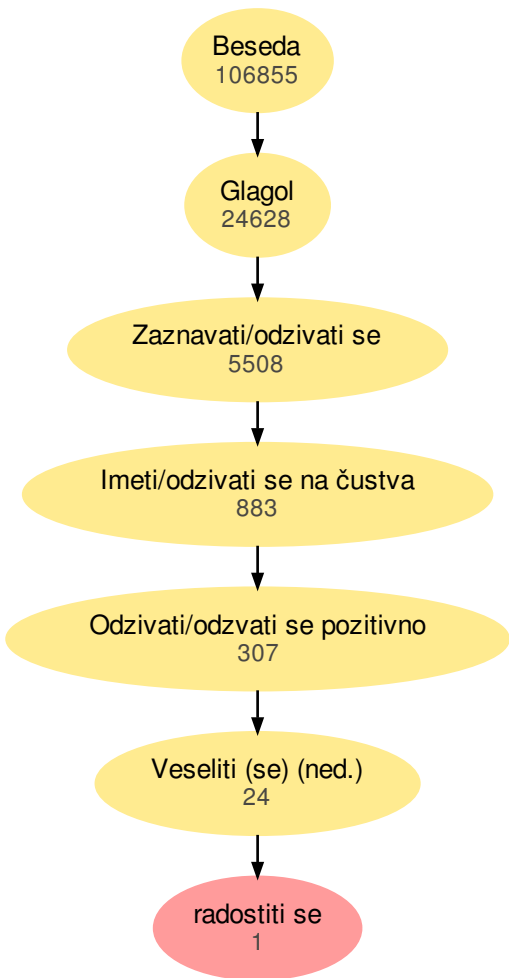 Beseda
106855
Glagol
24628
Zaznavati/odzivati se
5508
Imeti/odzivati se na čustva
883
Odzivati/odzvati se pozitivno
307
Veseliti (se) (ned.)
24
radostiti se
1